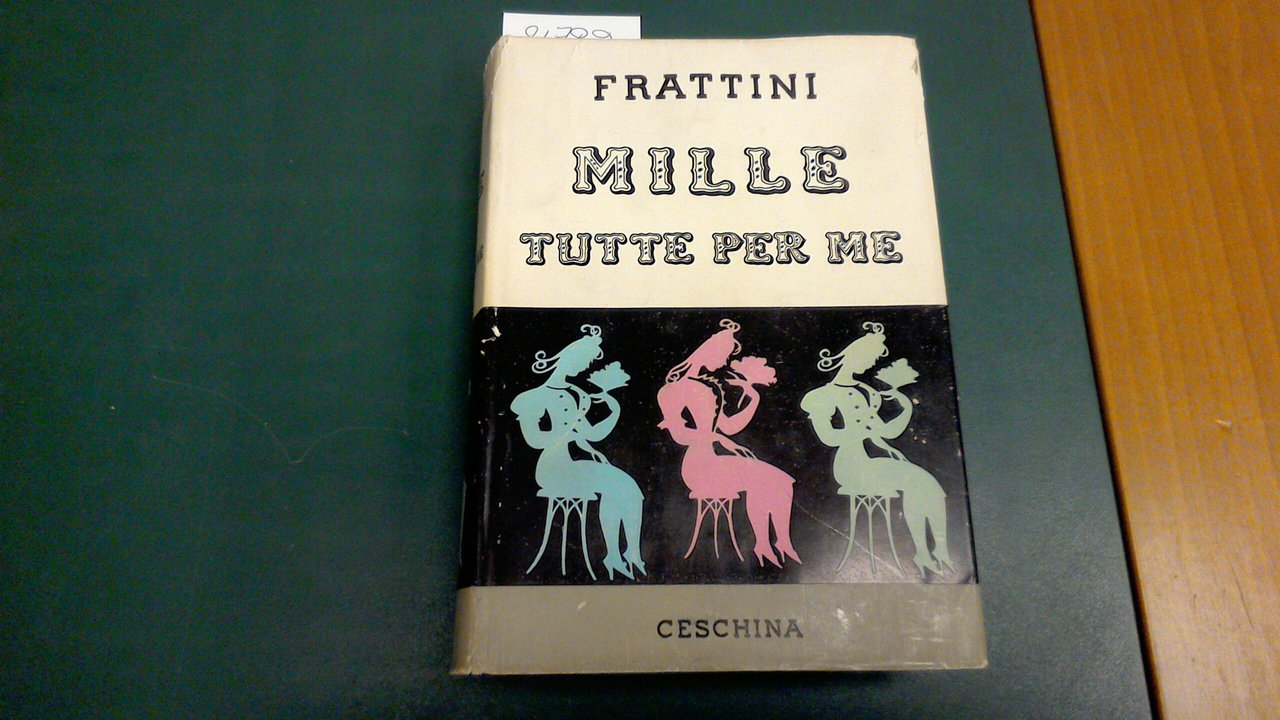 FRATTINI
MILLE
TUTTE PER ME
CESCHINA